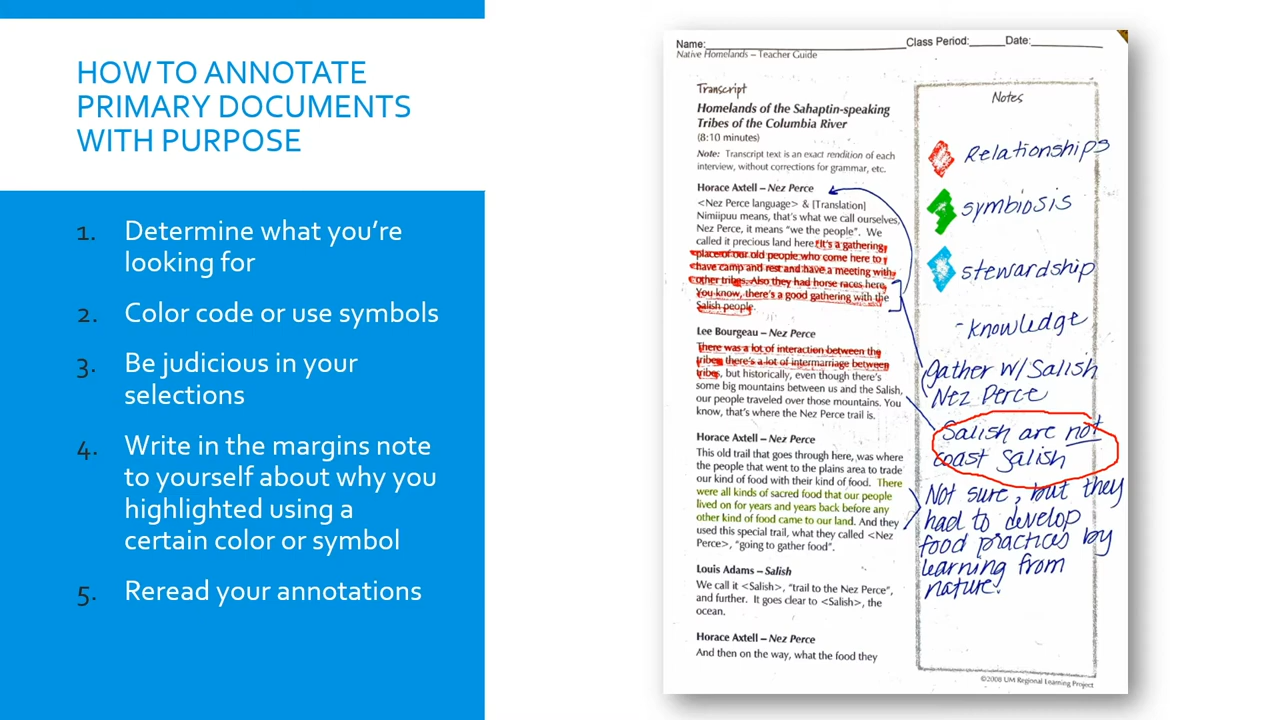 HOW TO ANNOTATE
PRIMARY DOCUMENTS
WITH PURPOSE
1. Determine what you're
looking for
2. Color code or use symbols
3. Be judicious in your
selections
4. Write in the margins note
to yourself about why you
highlighted using a
certain color or symbol
5. Reread your annotations
Name: Class Period: Date:
Native Homelands – Teacher Guide
Transcript
Homelands of the Sahaptin-speaking
Tribes of the Columbia River
(8:10 minutes)
Note: Transcript text is an exact rendition of each
interview, without corrections for grammar, etc.
Horace Axtell – Nez Perce
<Nez Perce language> & [Translation]
Nimiipuu means, that's what we call ourselves,
Nez Perce, it means "we the people". We
called it precious land here. It's a gathering
place of our old people who come here to
have camp and rest and have a meeting with
other tribes. Also they had horse races here.
You know, there's a good gathering with the
Salish people.
Lee Bourgeau – Nez Perce
There was a lot of interaction between the
tribes there's a lot of intermarriage between
tribes, but historically, even though there's
some big mountains between us and the Salish,
our people traveled over those mountains. You
know, that's where the Nez Perce trail is.
Horace Axtell – Nez Perce
This old trail that goes through here, was where
the people that went to the plains area to trade
our kind of food with their kind of food. There
were all kinds of sacred food that our people
lived on for years and years back before any
other kind of food came to our land. And they
used this special trail, what they called <Nez
Perce>, "going to gather food".
Louis Adams – Salish
We call it <Salish>, "trail to the Nez Perce",
and further. It goes clear to <Salish>, the
ocean.
Horace Axtell – Nez Perce
And then on the way, what the food they
Notes
Relationships
symbiosis
stewardship
- knowledge
gather w/ Salish
Nez Perce
Salish are not
coast Salish
Not sure, but they
had to develop
food practices by
learning from
nature.
©2008 UM Regional Learning Project